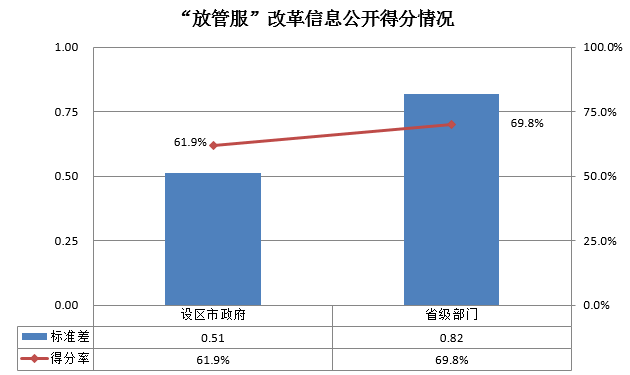 “放管服”改革信息公开得分情况
1.00
100.0%
61.9%
69.8%
0.75
75.0%
0.50
50.0%
0.25
25.0%
0.00
0.0%
设区市政府
省级部门
标准差 0.51 0.82
得分率 61.9% 69.8%